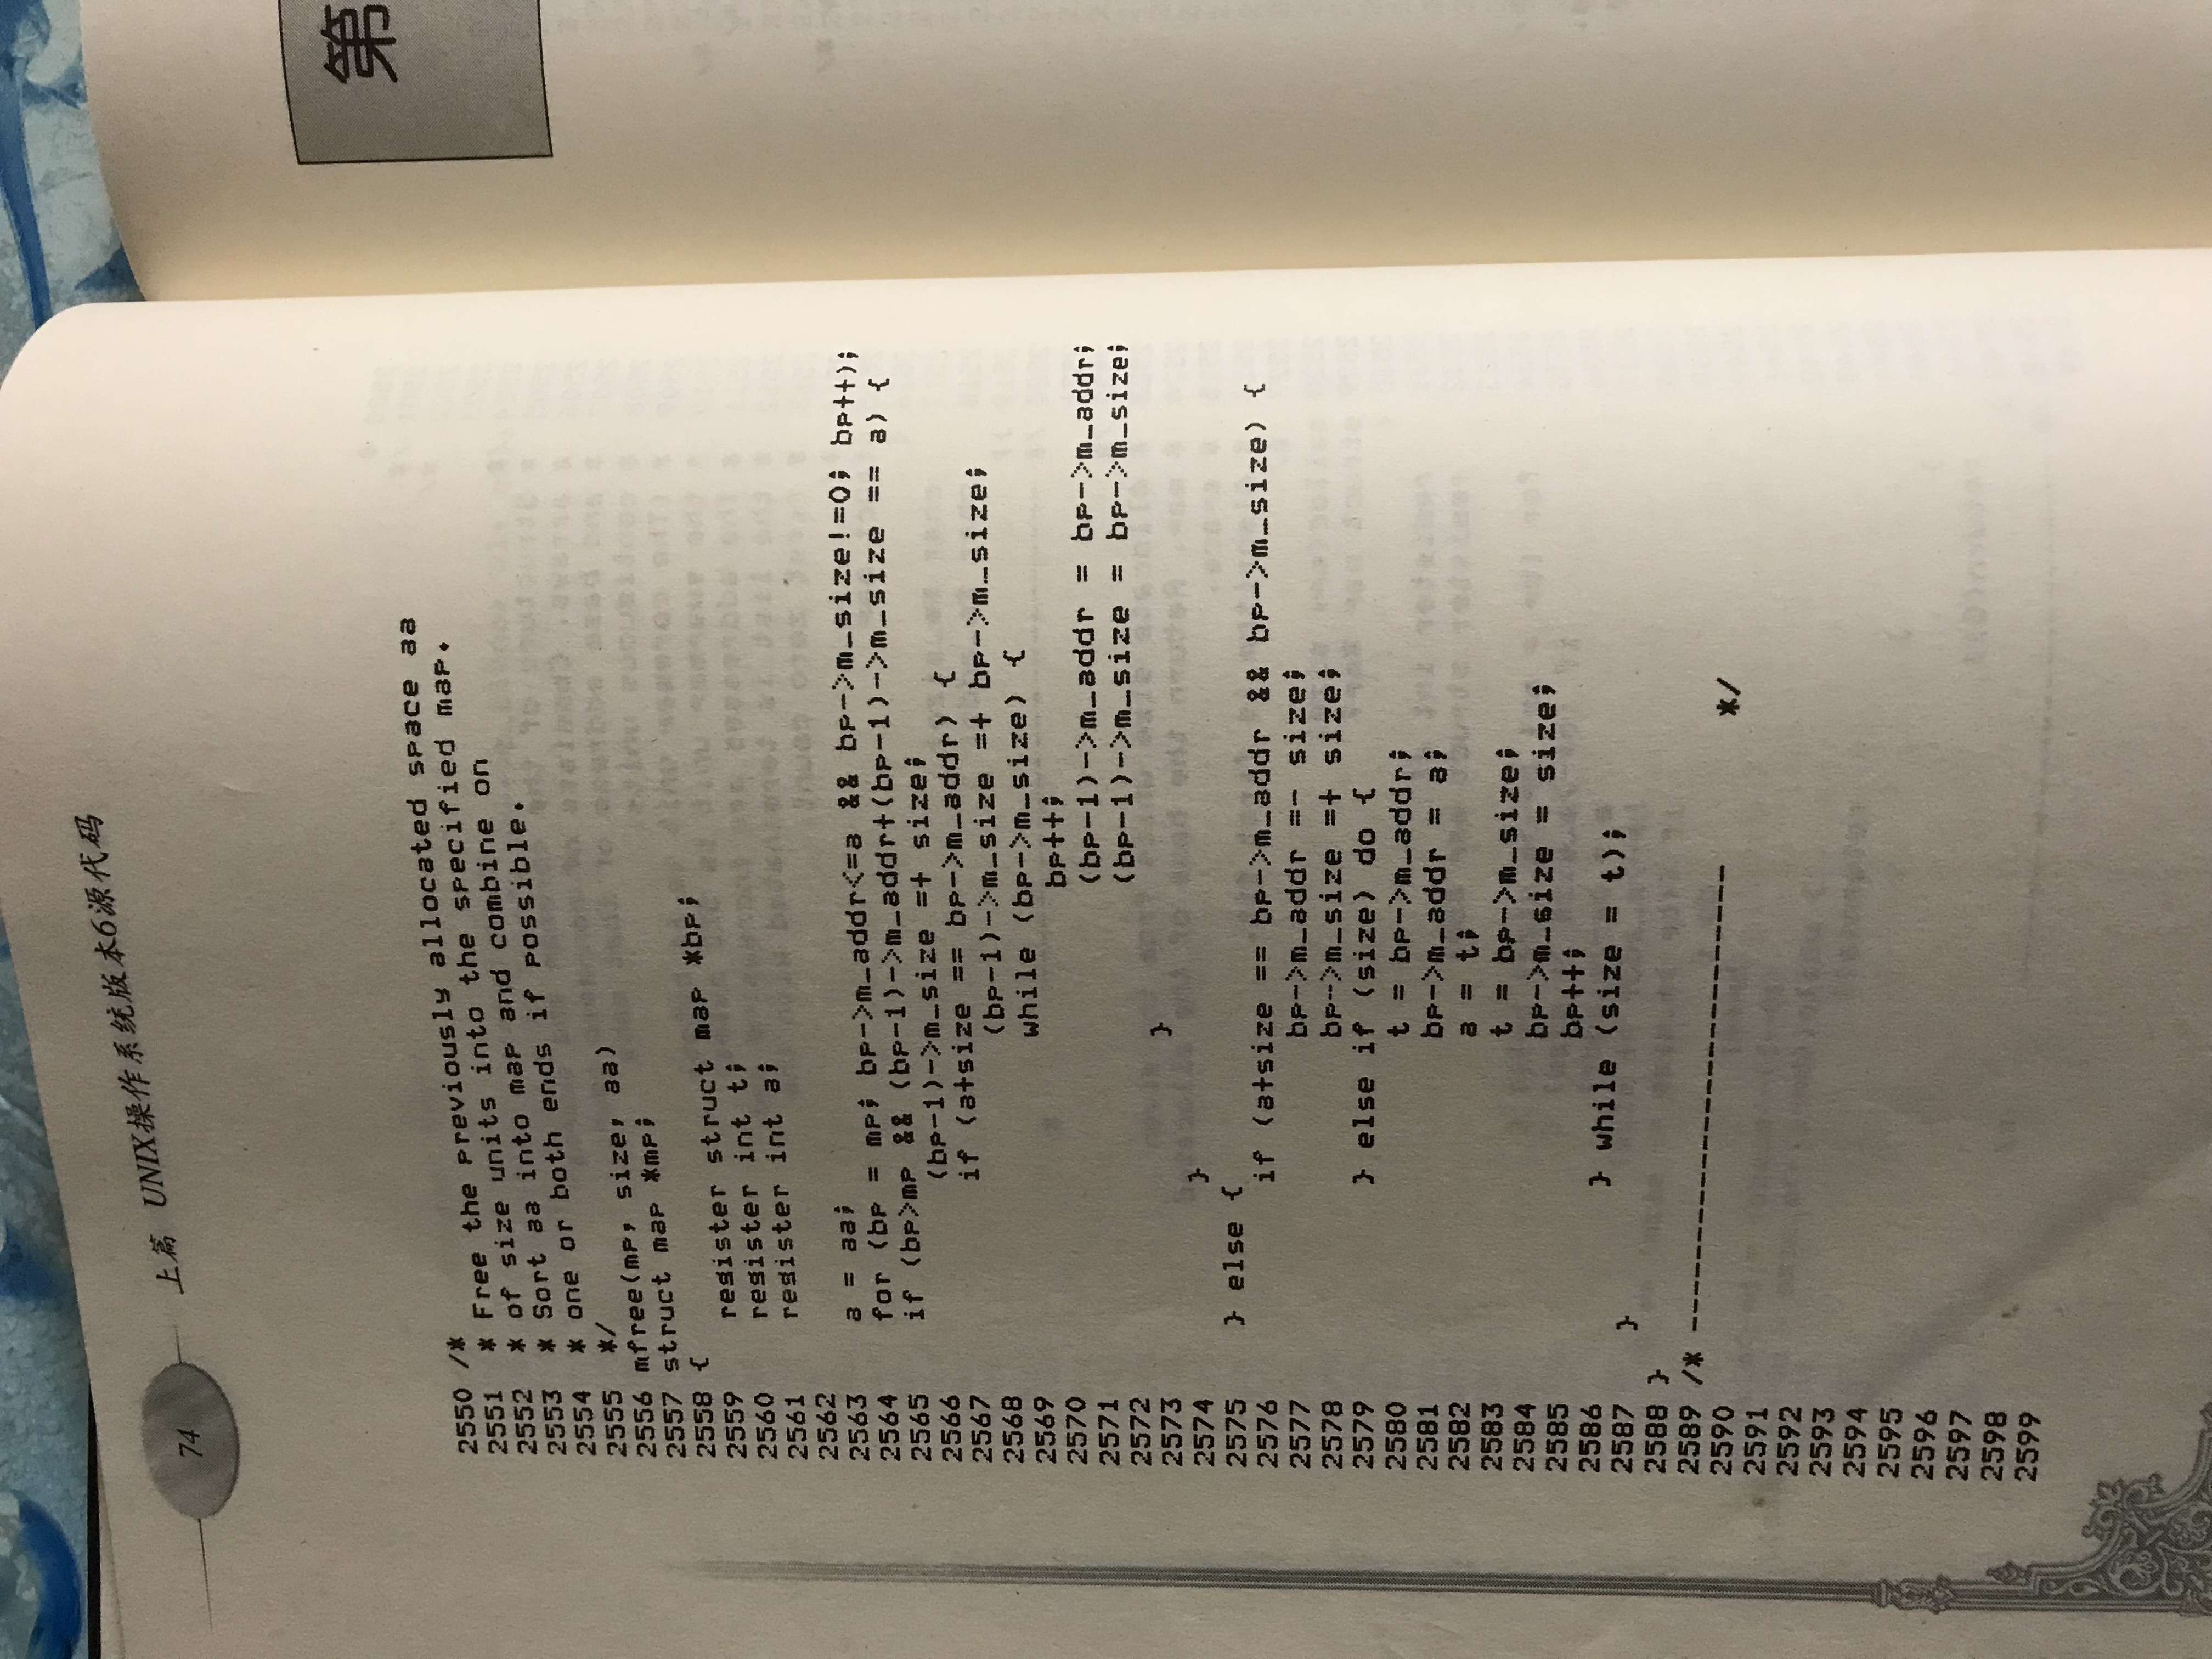 74 上篇 UNIX操作系统版本6源代码
第
2550 /*
2551  * Free the previously allocated space aa
2552  * of size units into the specified map.
2553  * Sort aa into map and combine on
2554  * one or both ends if possible.
2555  */
2556 mfree(mp, size, aa)
2557 struct map *mp;
2558 {
2559    register struct map *bp;
2560    register int t;
2561    register int a;
2562
2563    a = aa;
2564    for (bp = mp; bp->m_addr<=a && bp->m_size!=0; bp++);
2565    if (bp>mp && (bp-1)->m_addr+(bp-1)->m_size == a) {
2566            (bp-1)->m_size =+ size;
2567            if (a+size == bp->m_addr) {
2568                    (bp-1)->m_size =+ bp->m_size;
2569                    while (bp->m_size) {
2570                            bp++;
2571                            (bp-1)->m_addr = bp->m_addr;
2572                            (bp-1)->m_size = bp->m_size;
2573                    }
2574            }
2575    } else {
2576            if (a+size == bp->m_addr && bp->m_size) {
2577                    bp->m_addr =- size;
2578                    bp->m_size =+ size;
2579            } else if (size) do {
2580                    t = bp->m_addr;
2581                    bp->m_addr = a;
2582                    a = t;
2583                    t = bp->m_size;
2584                    bp->m_size = size;
2585                    bp++;
2586            } while (size = t);
2587    }
2588 }
2589 /* --------------------------        */
2590
2591
2592
2593
2594
2595
2596
2597
2598
2599